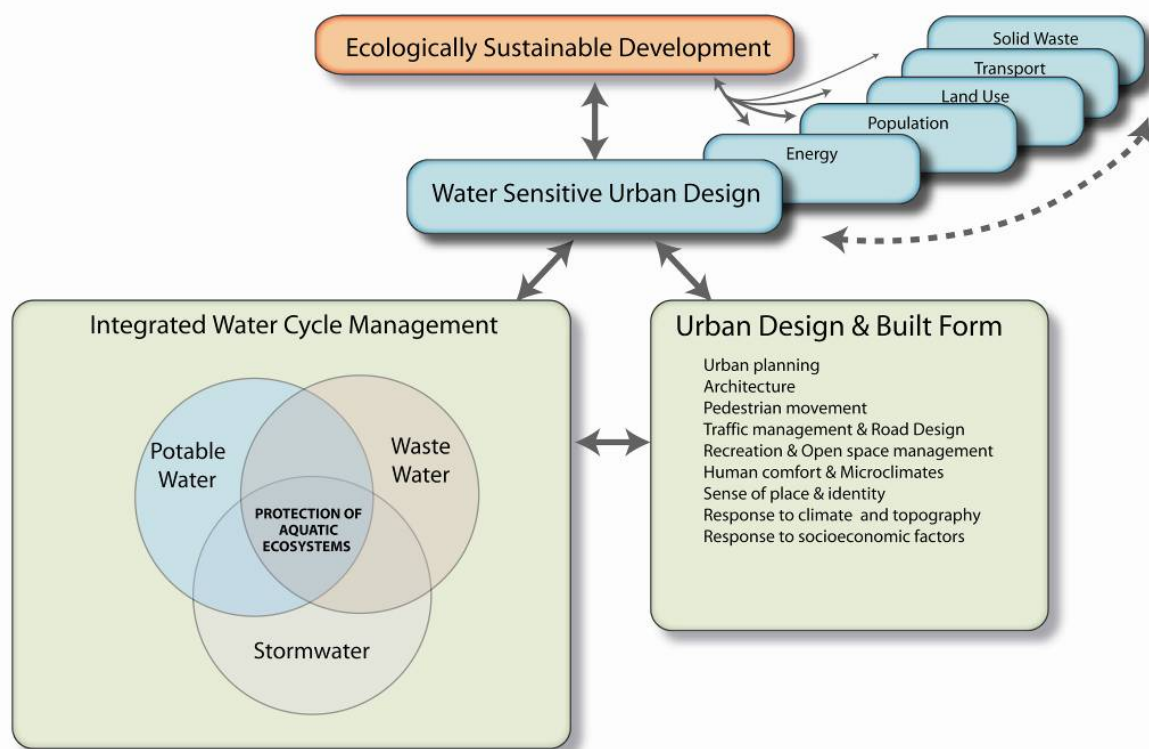 Ecologically Sustainable Development
Solid Waste
Transport
Land Use
Population
Energy
Water Sensitive Urban Design
Integrated Water Cycle Management
Potable
Water
Waste
Water
PROTECTION OF
AQUATIC
ECOSYSTEMS
Stormwater
Urban Design & Built Form
Urban planning
Architecture
Pedestrian movement
Traffic management & Road Design
Recreation & Open space management
Human comfort & Microclimates
Sense of place & identity
Response to climate and topography
Response to socioeconomic factors